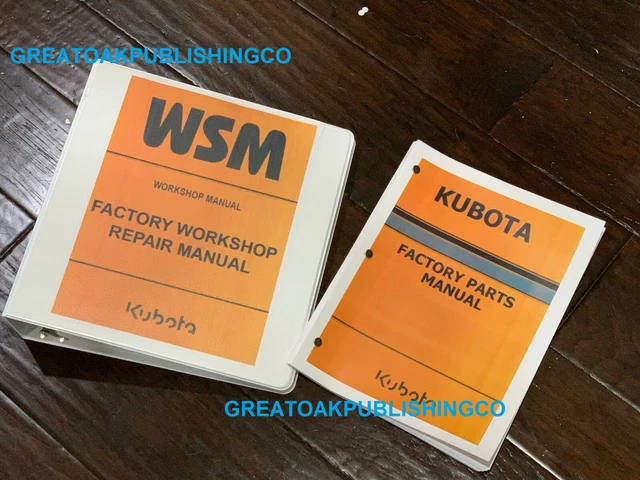 GREATOAKPUBLISHINGCO
WSM
WORKSHOP MANUAL
FACTORY WORKSHOP
REPAIR MANUAL
Kubota
KUBOTA
FACTORY PARTS
MANUAL
Kubota
GREATOAKPUBLISHINGCO